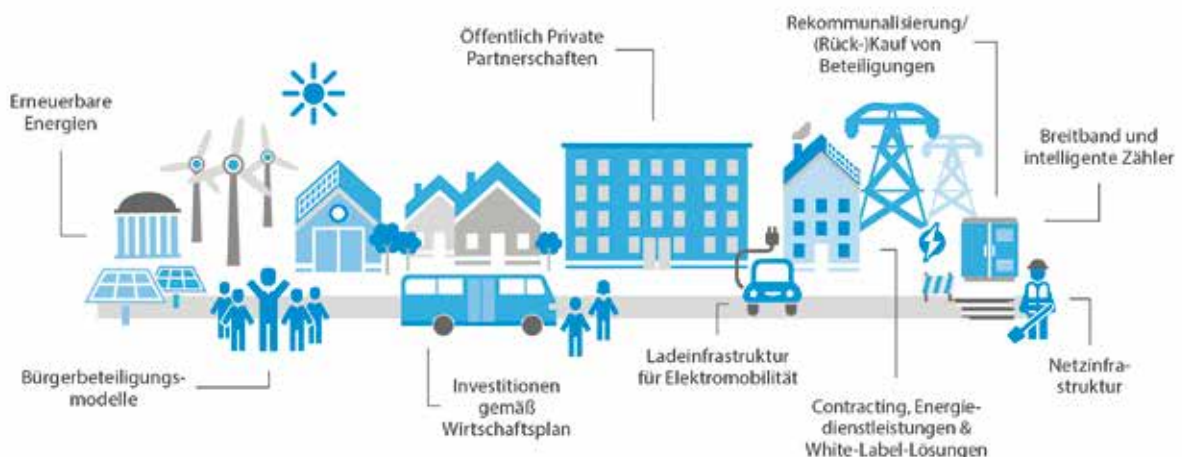 Erneuerbare
Energien
Öffentlich Private
Partnerschaften
Rekommunalisierung/
(Rück-)Kauf von
Beteiligungen
Breitband und
intelligente Zähler
Bürgerbeteiligungs-
modelle
Investitionen
gemäß
Wirtschaftsplan
Ladeinfrastruktur
für Elektromobilität
Contracting, Energie-
dienstleistungen &
White-Label-Lösungen
Netzinfra-
struktur